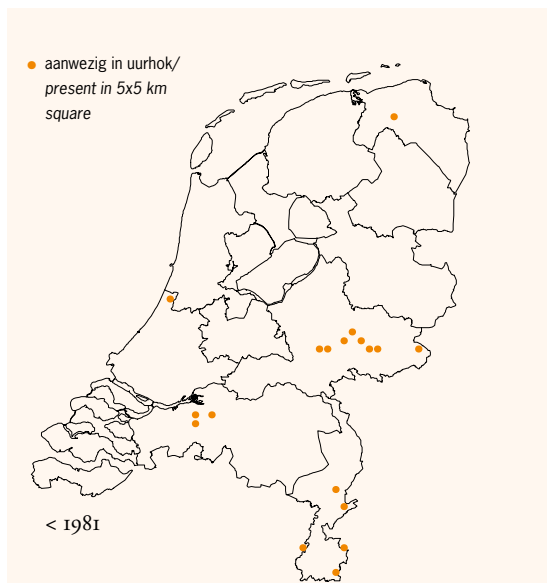 aanwezig in uurhok/
present in 5x5 km
square
< 1981